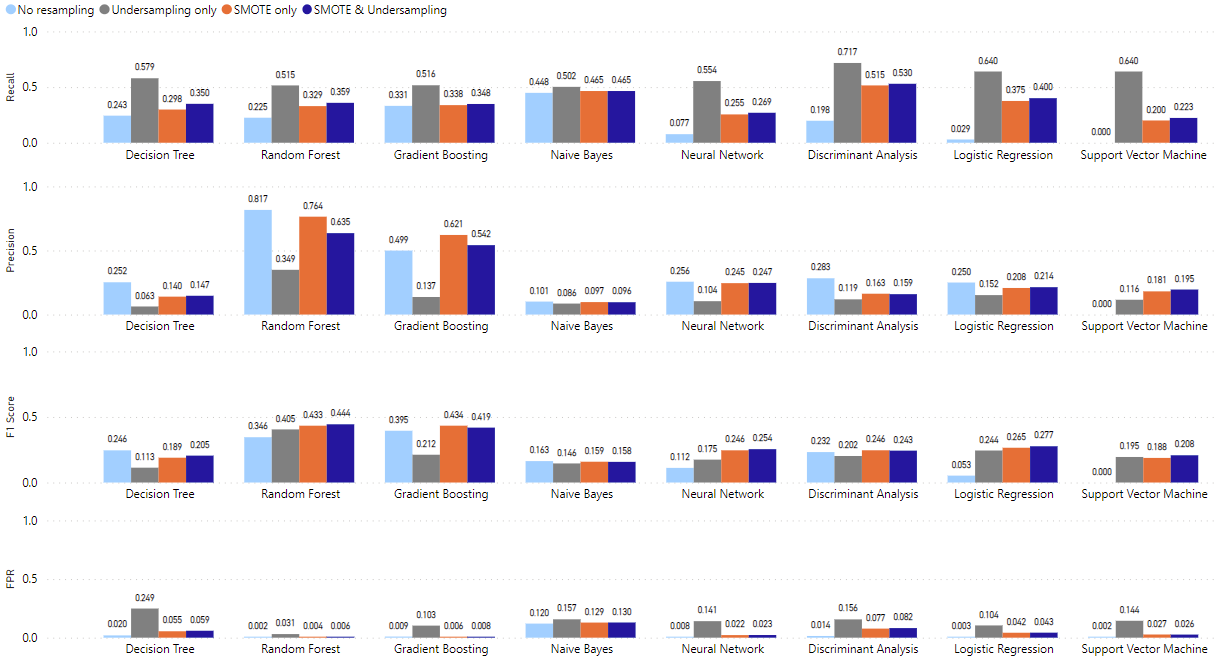 No resampling Undersampling only SMOTE only SMOTE & Undersampling
1.0
0.717
0.640 0.640
0.579
0.554
0.515 0.516 0.515 0.530
0.448 0.502 0.465 0.465
0.5
0.375 0.400
0.243 0.298 0.350
0.225 0.329 0.359
0.331 0.338 0.348
0.255 0.269
0.198
0.200 0.223
0.077
0.029
0.000
0.0
Recall
Decision Tree Random Forest Gradient Boosting Naive Bayes Neural Network Discriminant Analysis Logistic Regression Support Vector Machine
1.0
0.817 0.349 0.764 0.635
0.499 0.137 0.621 0.542
0.5
0.252 0.063 0.140 0.147
0.101 0.086 0.097 0.096
0.256 0.104 0.245 0.247
0.283 0.119 0.163 0.159
0.250 0.152 0.208 0.214
0.000 0.116 0.181 0.195
0.0
Precision
Decision Tree Random Forest Gradient Boosting Naive Bayes Neural Network Discriminant Analysis Logistic Regression Support Vector Machine
1.0
0.5
0.246 0.113 0.189 0.205
0.346 0.405 0.433 0.444
0.395 0.212 0.434 0.419
0.163 0.146 0.159 0.158
0.112 0.175 0.246 0.254
0.232 0.202 0.246 0.243
0.053 0.244 0.265 0.277
0.000 0.195 0.188 0.208
0.0
F1 Score
Decision Tree Random Forest Gradient Boosting Naive Bayes Neural Network Discriminant Analysis Logistic Regression Support Vector Machine
1.0
0.5
0.020 0.249 0.055 0.059
0.002 0.031 0.004 0.006
0.009 0.103 0.006 0.008
0.120 0.157 0.129 0.130
0.008 0.141 0.022 0.023
0.014 0.156 0.077 0.082
0.003 0.104 0.042 0.043
0.002 0.144 0.027 0.026
0.0
FPR
Decision Tree Random Forest Gradient Boosting Naive Bayes Neural Network Discriminant Analysis Logistic Regression Support Vector Machine